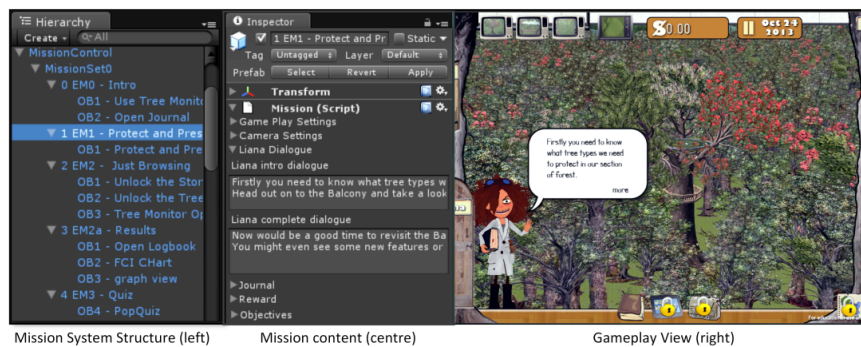 Hierarchy
Create
All
MissionControl
MissionSet0
0 EM0 - Intro
OB1 - Use Tree Monito
OB2 - Open Journal
1 EM1 - Protect and Pres
OB1 - Protect and Pre
2 EM2 - Just Browsing
OB1 - Unlock the Stor
OB2 - Unlock the Tree
OB3 - Tree Monitor Op
3 EM2a - Results
OB1 - Open Logbook
OB2 - FCI CHart
OB3 - graph view
4 EM3 - Quiz
OB4 - PopQuiz
Inspector
1 EM1 - Protect and Pr
Static
Tag Untagged Layer Default
Prefab Select Revert Apply
Transform
Mission (Script)
Game Play Settings
Camera Settings
Liana Dialogue
Liana intro dialogue
Firstly you need to know what tree types w
Head out on to the Balcony and take a look
Liana complete dialogue
Now would be a good time to revisit the Ba
You might even see some new features or
Journal
Reward
Objectives
$0.00
Oct 24
2013
Firstly you need to know
what tree types we need
to protect in our section
of forest.
more
Mission System Structure (left)
Mission content (centre)
Gameplay View (right)